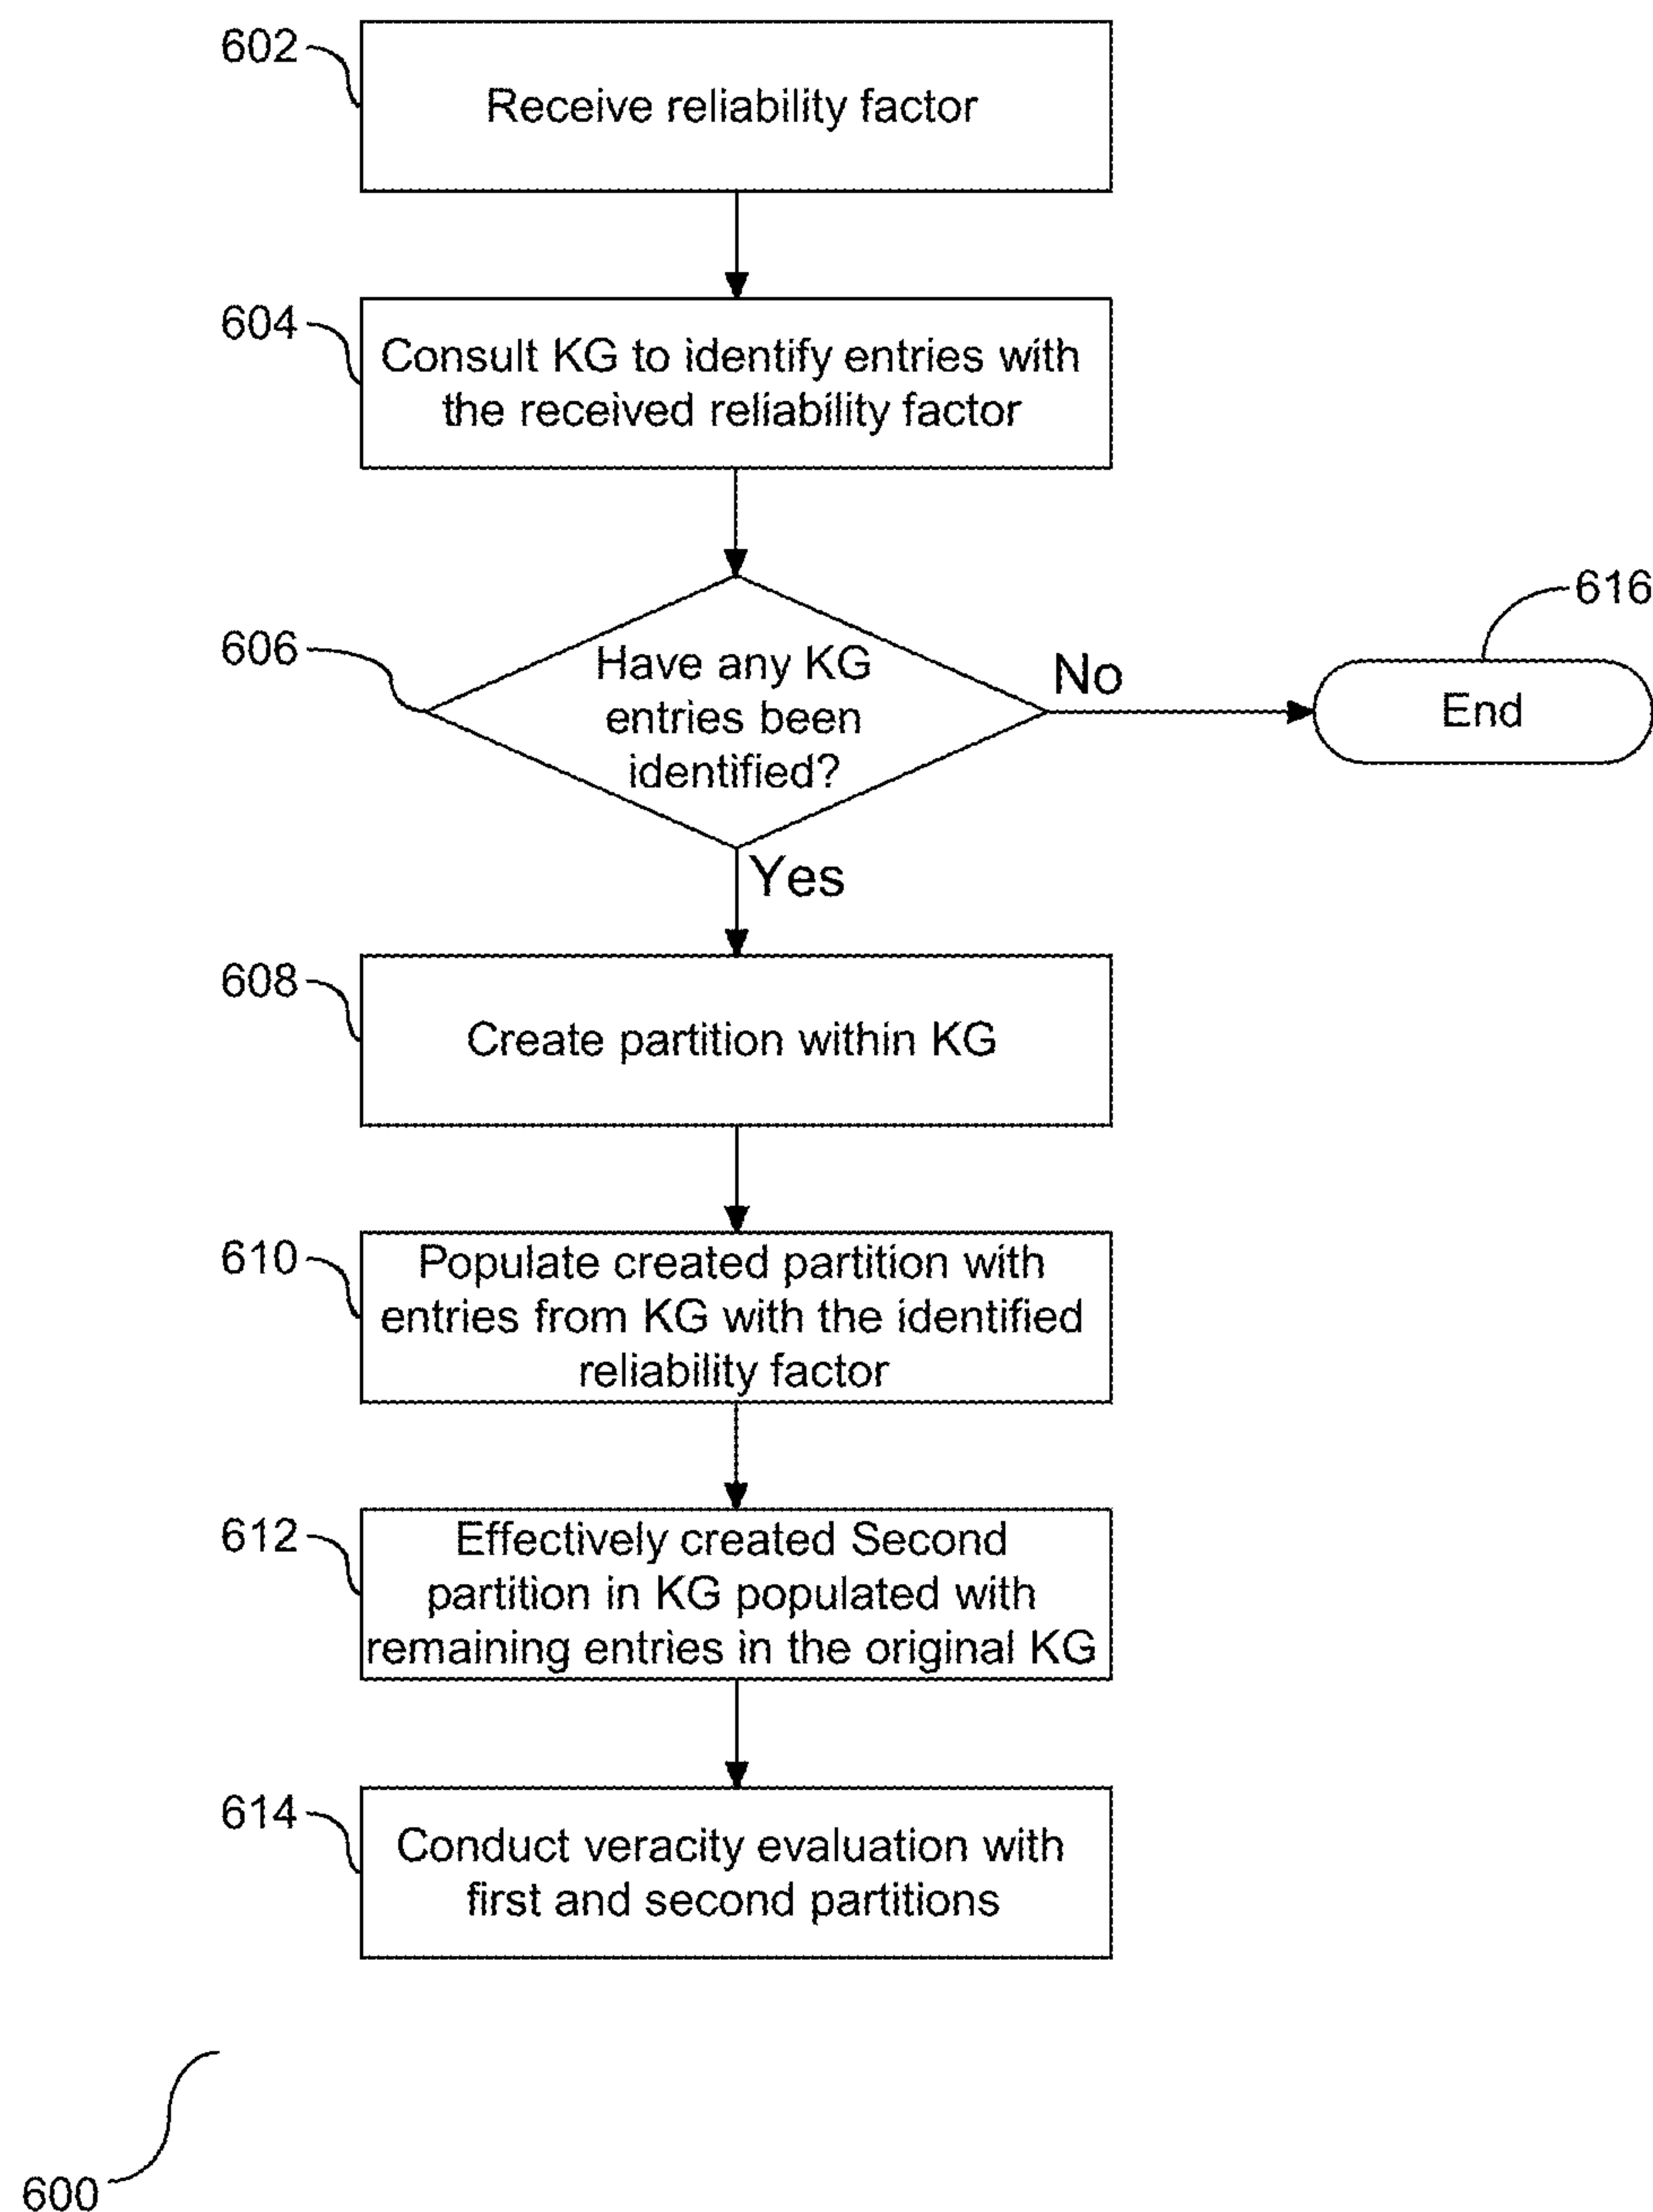 602
Receive reliability factor
604
Consult KG to identify entries with
the received reliability factor
616
606
Have any KG
entries been
identified?
No
End
Yes
608
Create partition within KG
610
Populate created partition with
entries from KG with the identified
reliability factor
612
Effectively created Second
partition in KG populated with
remaining entries in the original KG
614
Conduct veracity evaluation with
first and second partitions
600